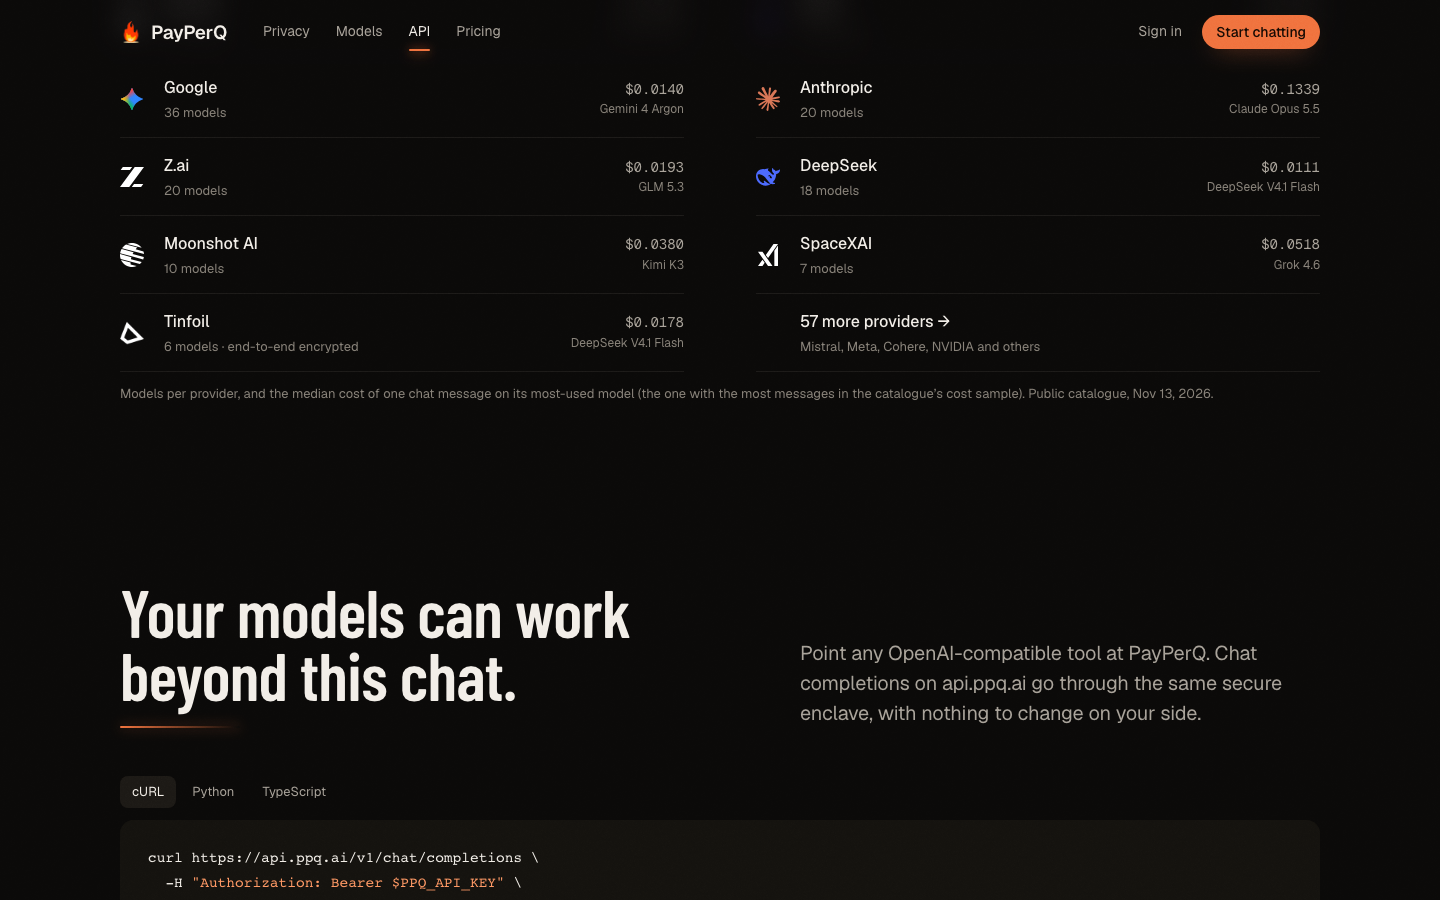 PayPerQ
Privacy
Models
API
Pricing
Sign in
Start chatting
Google
36 models
$0.0140
Gemini 4 Argon
Anthropic
20 models
$0.1339
Claude Opus 5.5
Z.ai
20 models
$0.0193
GLM 5.3
DeepSeek
18 models
$0.0111
DeepSeek V4.1 Flash
Moonshot AI
10 models
$0.0380
Kimi K3
SpaceXAI
7 models
$0.0518
Grok 4.6
Tinfoil
6 models · end-to-end encrypted
$0.0178
DeepSeek V4.1 Flash
57 more providers →
Mistral, Meta, Cohere, NVIDIA and others
Models per provider, and the median cost of one chat message on its most-used model (the one with the most messages in the catalogue's cost sample). Public catalogue, Nov 13, 2026.
Your models can work
beyond this chat.
Point any OpenAI-compatible tool at PayPerQ. Chat
completions on api.ppq.ai go through the same secure
enclave, with nothing to change on your side.
cURL
Python
TypeScript
curl https://api.ppq.ai/v1/chat/completions \
-H "Authorization: Bearer $PPQ_API_KEY" \